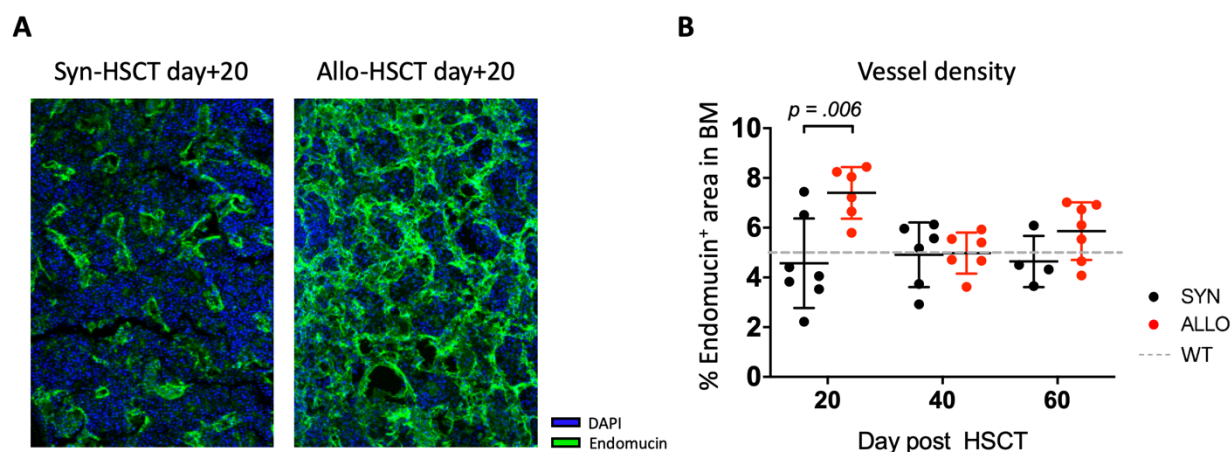 A
Syn-HSCT day+20
Allo-HSCT day+20
DAPI
Endomucin
B
Vessel density
p = .006
% Endomucin⁺ area in BM
10
8
6
4
2
0
20
40
60
Day post HSCT
SYN
ALLO
WT